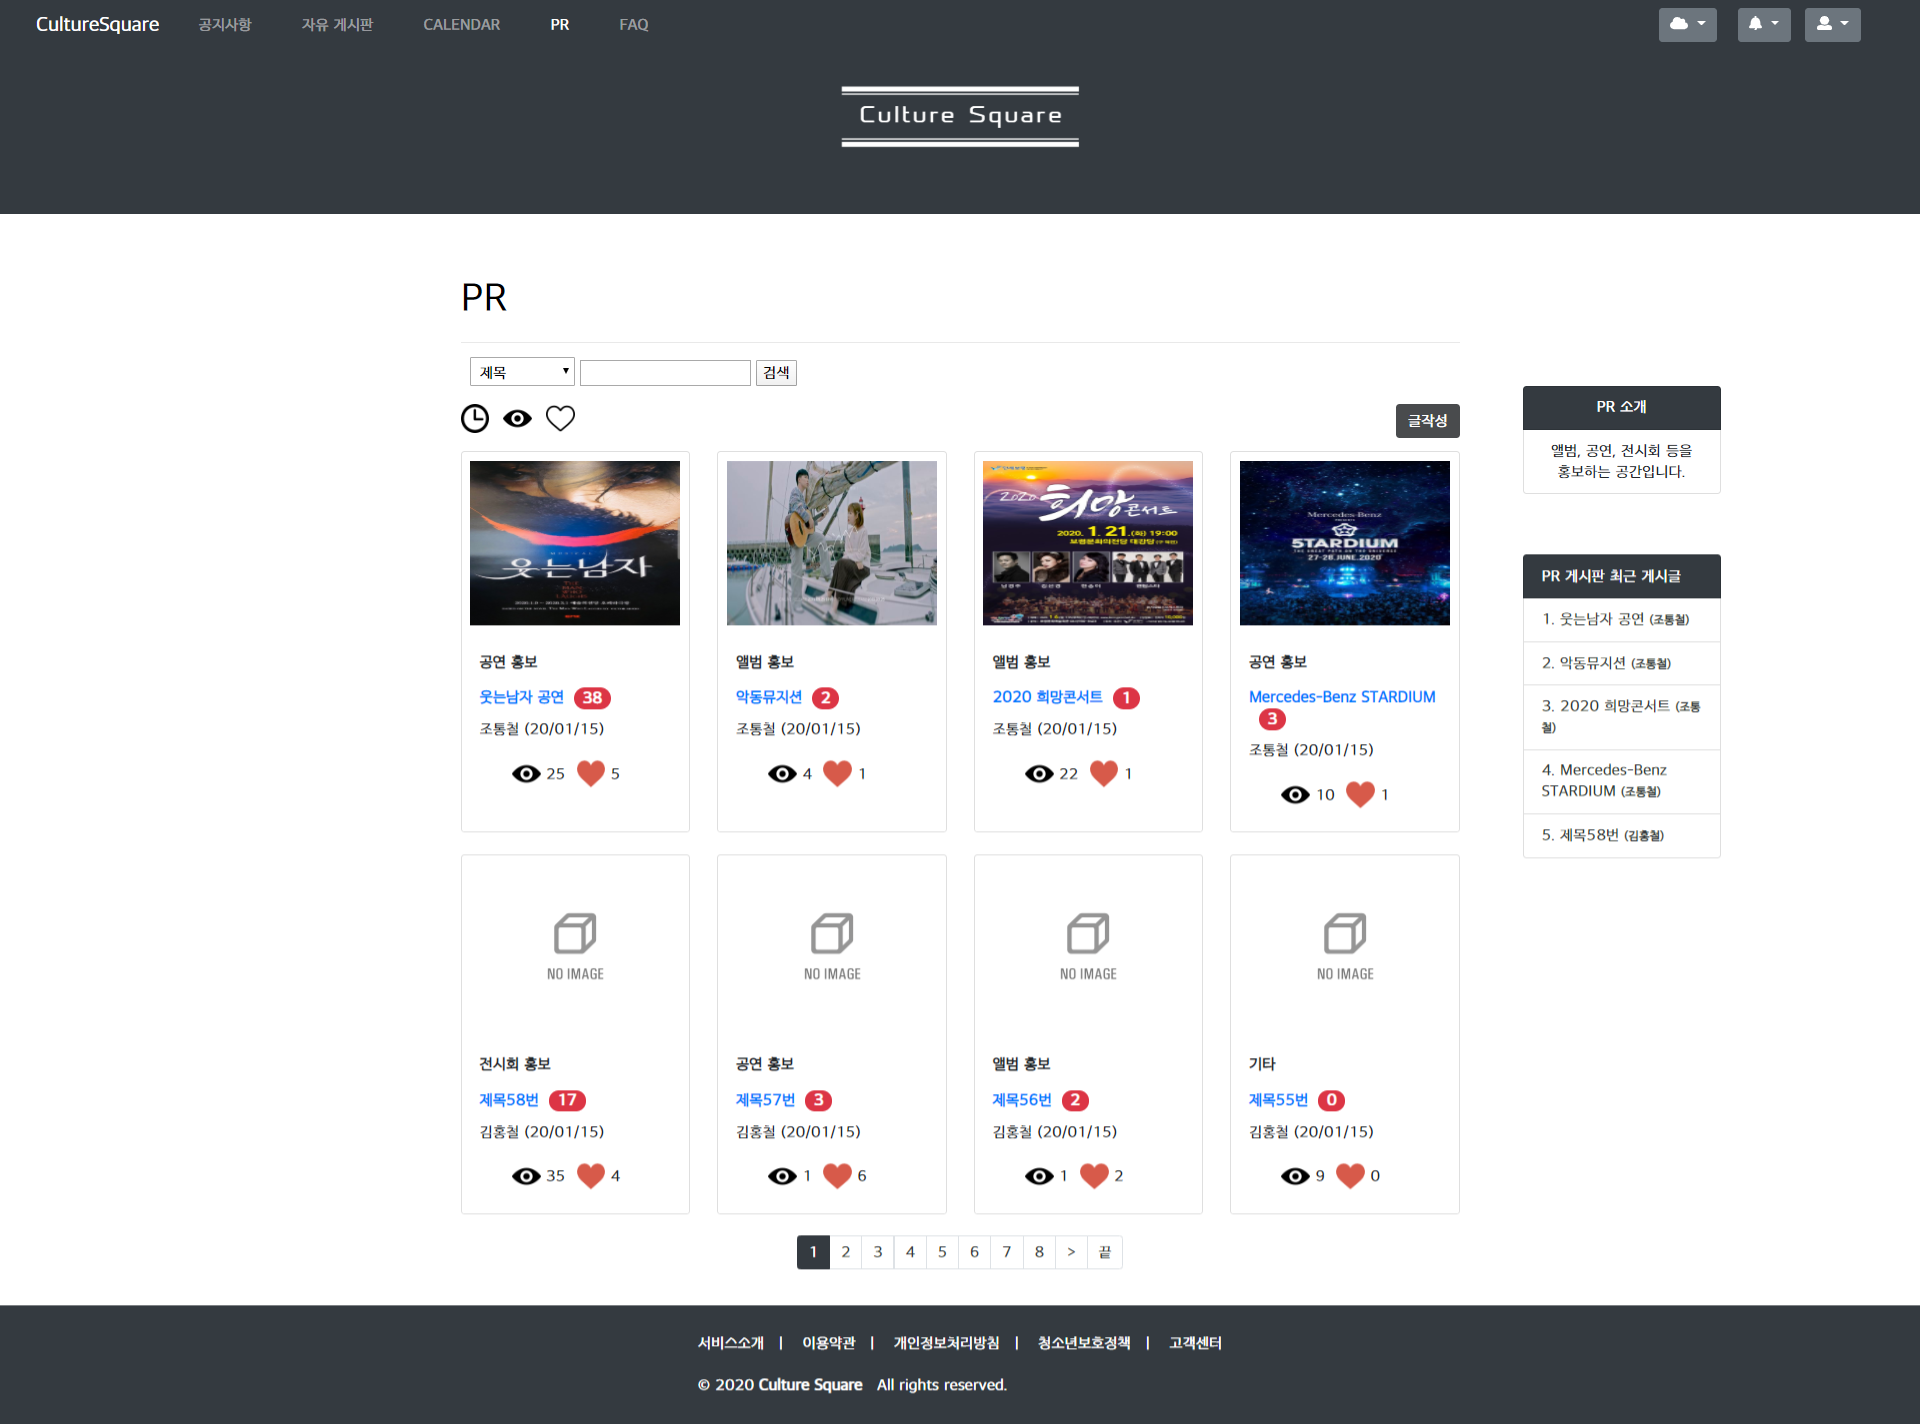 CultureSquare 공지사항 자유 게시판 CALENDAR PR FAQ
Culture Square
PR
제목 검색
글작성
웃는남자
2020 희망콘서트
2020. 1. 21.(화) 19:00
Mercedes-Benz
5TARDIUM
27-28 JUNE.2020
공연 홍보
웃는남자 공연 38
조통철 (20/01/15)
25 5
앨범 홍보
악동뮤지션 2
조통철 (20/01/15)
4 1
앨범 홍보
2020 희망콘서트 1
조통철 (20/01/15)
22 1
공연 홍보
Mercedes-Benz STARDIUM
3
조통철 (20/01/15)
10 1
NO IMAGE
전시회 홍보
제목58번 17
김홍철 (20/01/15)
35 4
NO IMAGE
공연 홍보
제목57번 3
김홍철 (20/01/15)
1 6
NO IMAGE
앨범 홍보
제목56번 2
김홍철 (20/01/15)
1 2
NO IMAGE
기타
제목55번 0
김홍철 (20/01/15)
9 0
1 2 3 4 5 6 7 8 > 끝
PR 소개
앨범, 공연, 전시회 등을
홍보하는 공간입니다.
PR 게시판 최근 게시글
1. 웃는남자 공연 (조통철)
2. 악동뮤지션 (조통철)
3. 2020 희망콘서트 (조통
철)
4. Mercedes-Benz
STARDIUM (조통철)
5. 제목58번 (김홍철)
서비스소개 | 이용약관 | 개인정보처리방침 | 청소년보호정책 | 고객센터
© 2020 Culture Square All rights reserved.